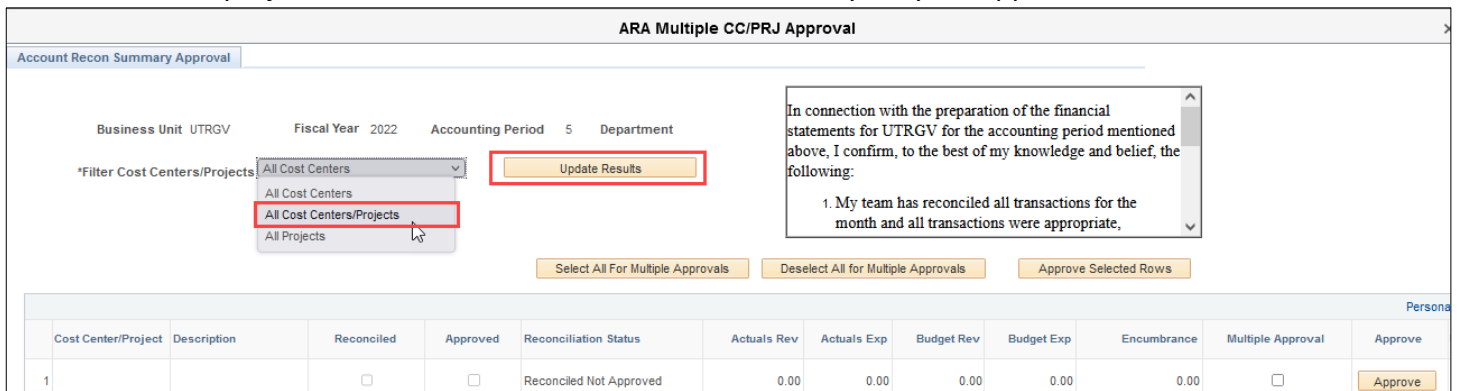 ARA Multiple CC/PRJ Approval
Account Recon Summary Approval
Business Unit UTRGV Fiscal Year 2022 Accounting Period 5 Department
*Filter Cost Centers/Projects All Cost Centers Update Results
All Cost Centers
All Cost Centers/Projects
All Projects
In connection with the preparation of the financial
statements for UTRGV for the accounting period mentioned
above, I confirm, to the best of my knowledge and belief, the
following:
1. My team has reconciled all transactions for the
month and all transactions were appropriate,
Select All For Multiple Approvals Deselect All for Multiple Approvals Approve Selected Rows
Persona
Cost Center/Project Description Reconciled Approved Reconciliation Status Actuals Rev Actuals Exp Budget Rev Budget Exp Encumbrance Multiple Approval Approve
1 Reconciled Not Approved 0.00 0.00 0.00 0.00 0.00 Approve